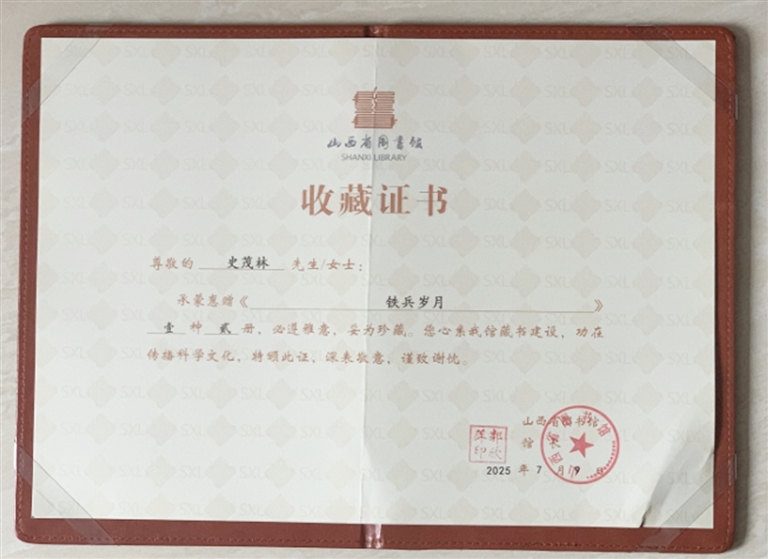 山西省图书馆
SHANXI LIBRARY
收藏证书
尊敬的 史茂林 先生/女士:
承蒙惠赠《 铁兵岁月 》
壹 种 贰 册,必遵雅意,妥为珍藏。您心系我馆藏书建设,功在
传播科学文化,特颁此证,深表敬意,谨致谢忱。
山西省图书馆
馆
2025 年 7 月 9 日